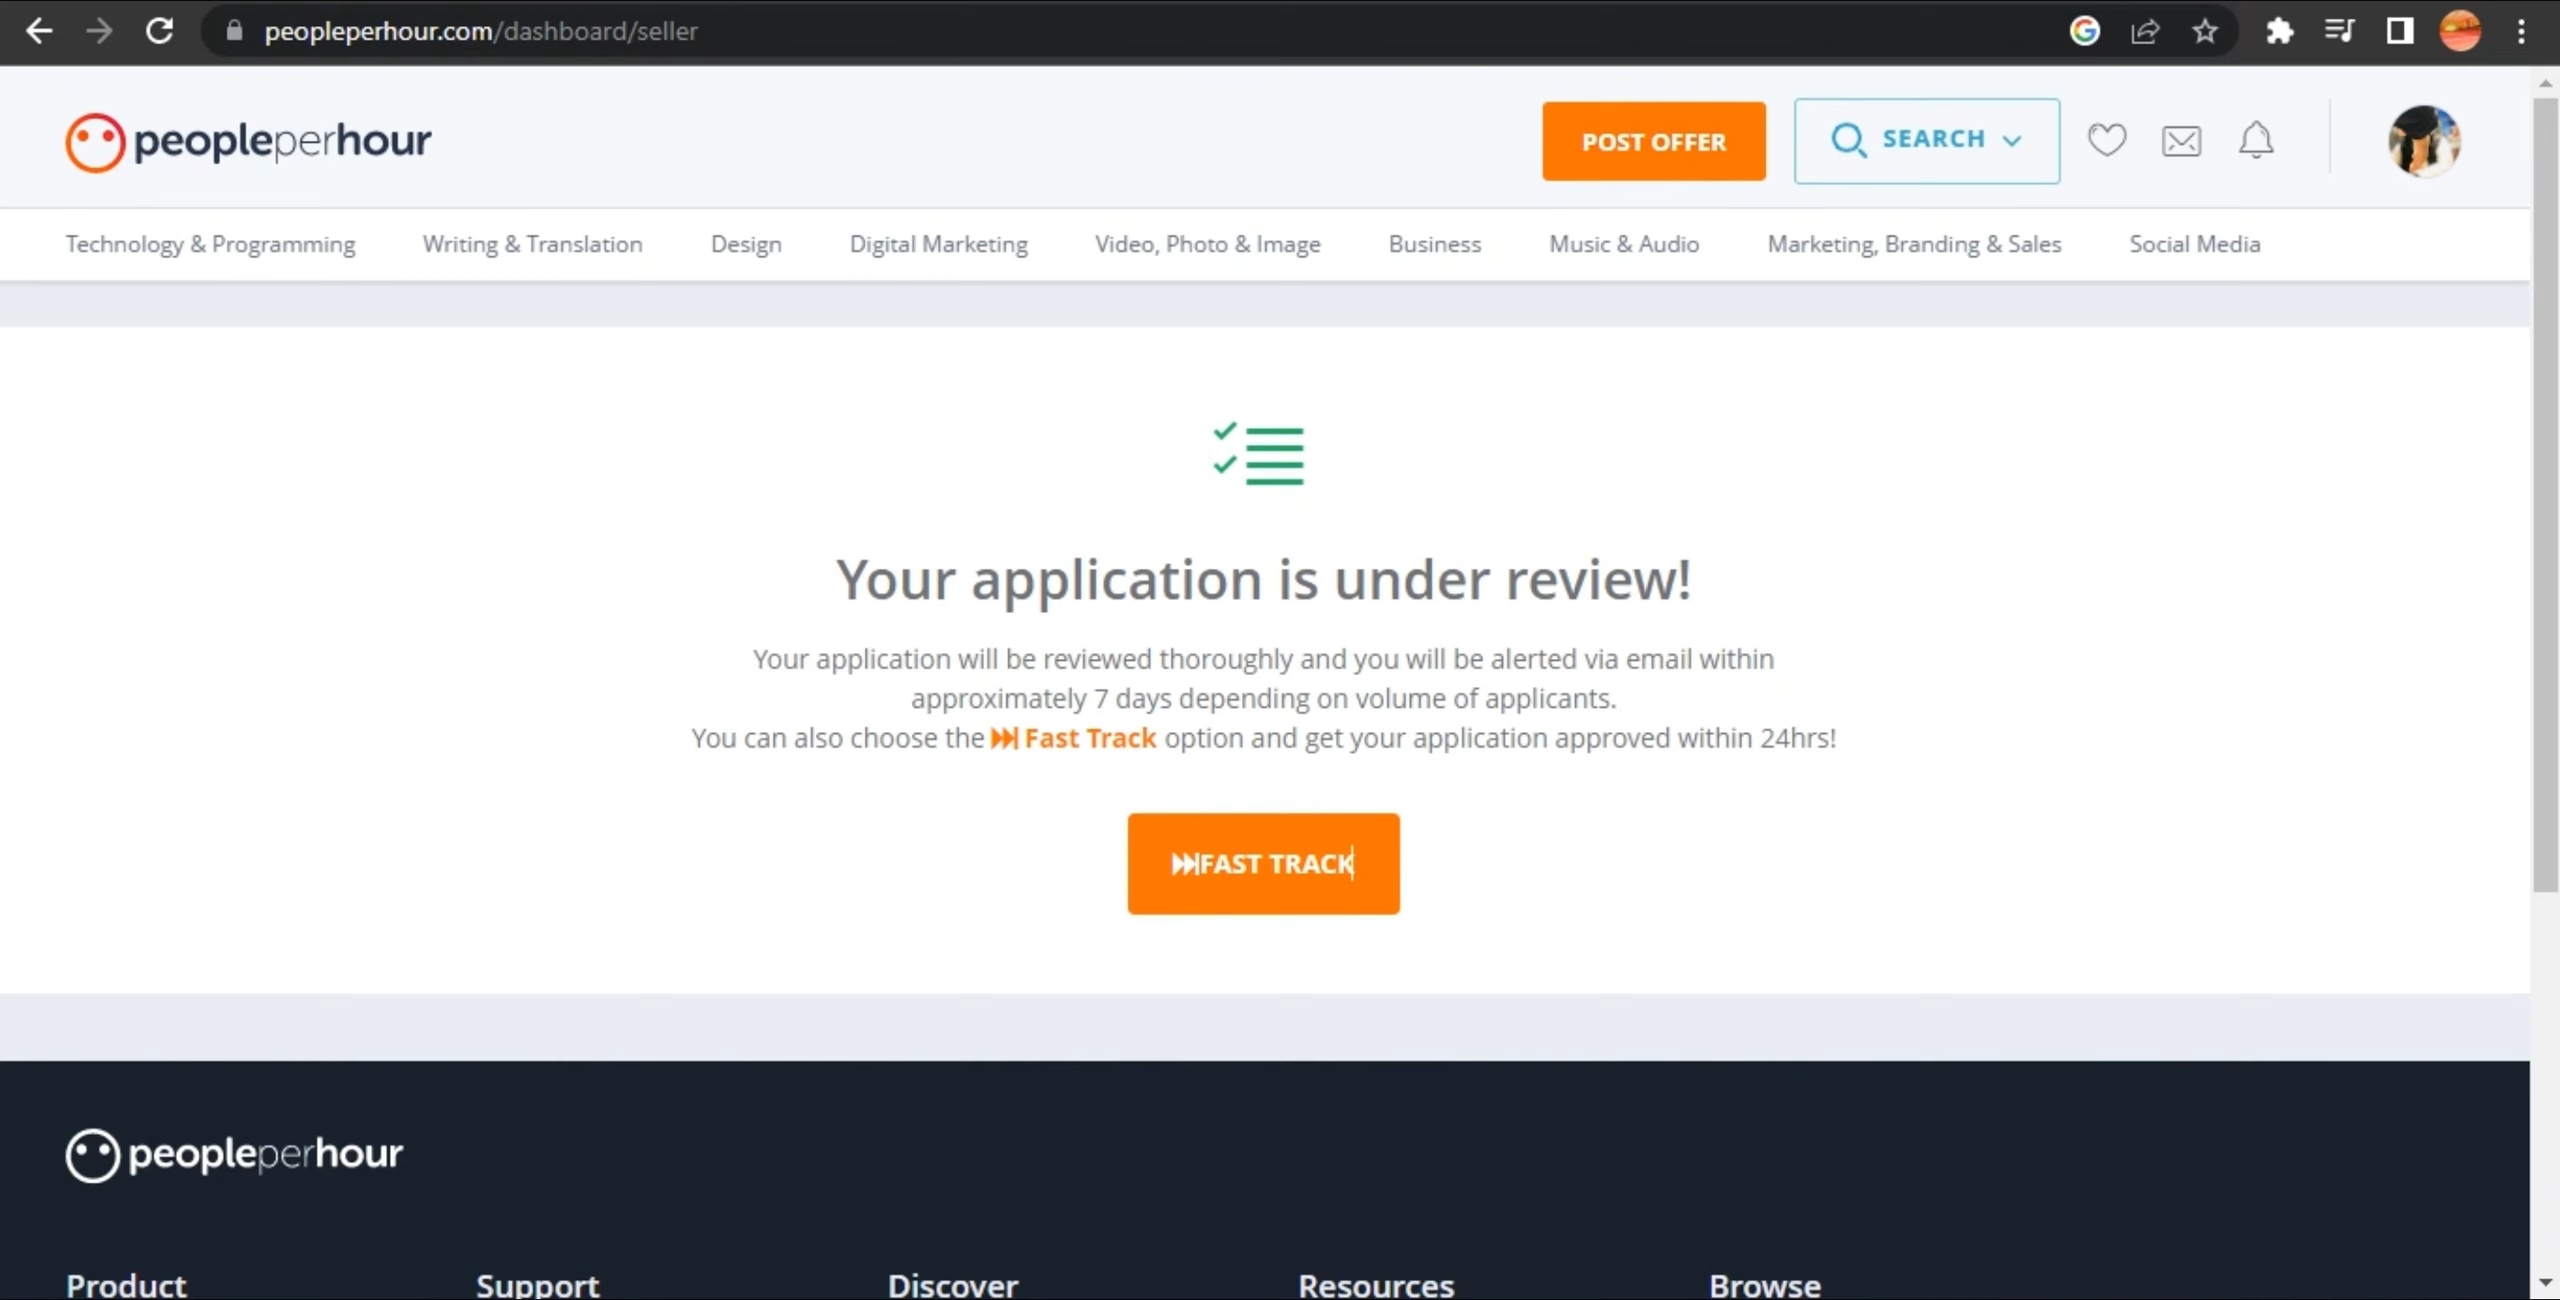 peopleperhour.com/dashboard/seller
peopleperhour
POST OFFER
SEARCH
Technology & Programming
Writing & Translation
Design
Digital Marketing
Video, Photo & Image
Business
Music & Audio
Marketing, Branding & Sales
Social Media
Your application is under review!
Your application will be reviewed thoroughly and you will be alerted via email within
approximately 7 days depending on volume of applicants.
You can also choose the Fast Track option and get your application approved within 24hrs!
FAST TRACK
peopleperhour
Product
Support
Discover
Resources
Browse